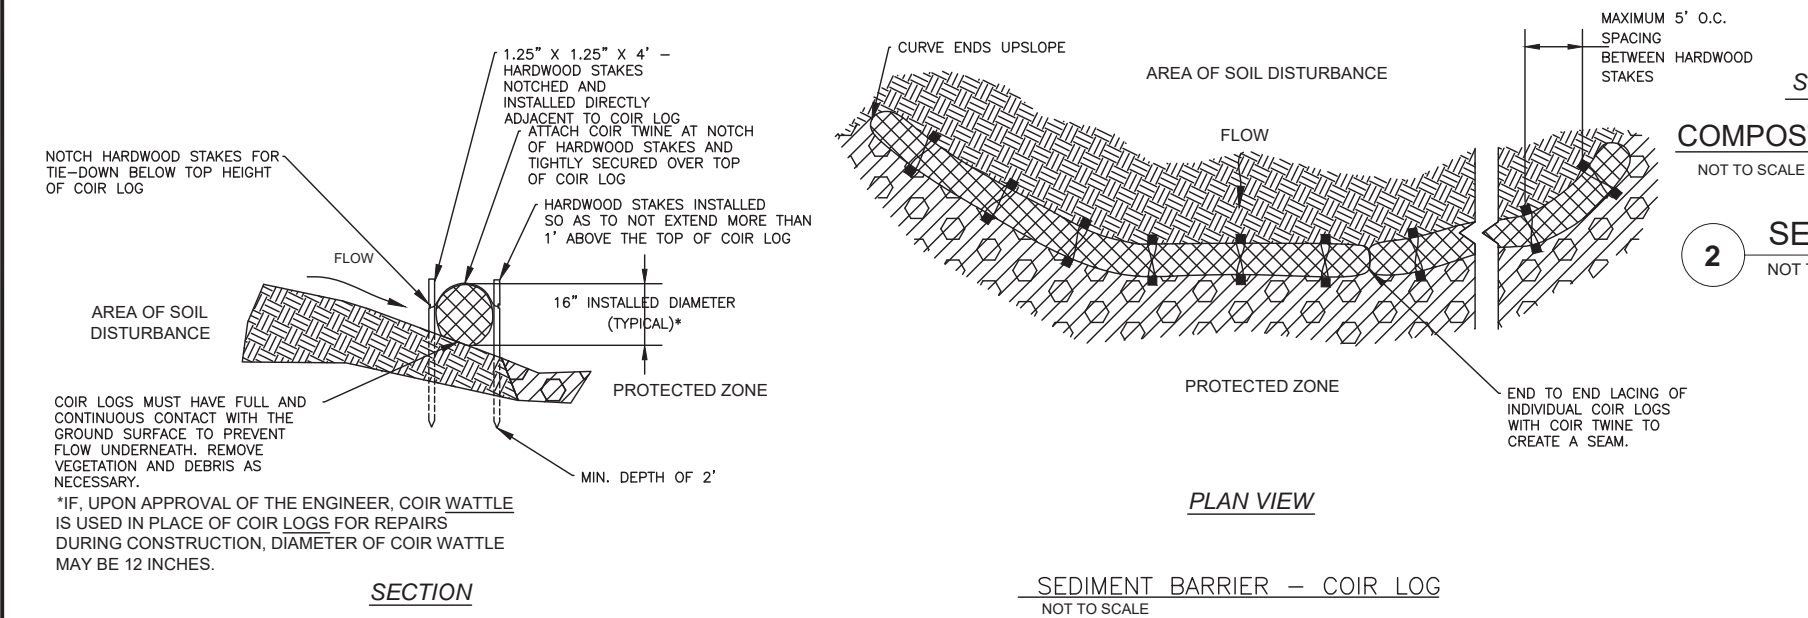 1.25" X 1.25" X 4' –
HARDWOOD STAKES
NOTCHED AND
INSTALLED DIRECTLY
ADJACENT TO COIR LOG
ATTACH COIR TWINE AT NOTCH
OF HARDWOOD STAKES AND
TIGHTLY SECURED OVER TOP
OF COIR LOG
NOTCH HARDWOOD STAKES FOR
TIE–DOWN BELOW TOP HEIGHT
OF COIR LOG
HARDWOOD STAKES INSTALLED
SO AS TO NOT EXTEND MORE THAN
1' ABOVE THE TOP OF COIR LOG
FLOW
AREA OF SOIL
DISTURBANCE
16" INSTALLED DIAMETER
(TYPICAL)*
PROTECTED ZONE
COIR LOGS MUST HAVE FULL AND
CONTINUOUS CONTACT WITH THE
GROUND SURFACE TO PREVENT
FLOW UNDERNEATH. REMOVE
VEGETATION AND DEBRIS AS
NECESSARY.
MIN. DEPTH OF 2'
*IF, UPON APPROVAL OF THE ENGINEER, COIR WATTLE
IS USED IN PLACE OF COIR LOGS FOR REPAIRS
DURING CONSTRUCTION, DIAMETER OF COIR WATTLE
MAY BE 12 INCHES.
SECTION
CURVE ENDS UPSLOPE
AREA OF SOIL DISTURBANCE
FLOW
MAXIMUM 5' O.C.
SPACING
BETWEEN HARDWOOD
STAKES
PROTECTED ZONE
END TO END LACING OF
INDIVIDUAL COIR LOGS
WITH COIR TWINE TO
CREATE A SEAM.
PLAN VIEW
SEDIMENT BARRIER – COIR LOG
NOT TO SCALE
S
COMPOS
NOT TO SCALE
2
SE
NOT